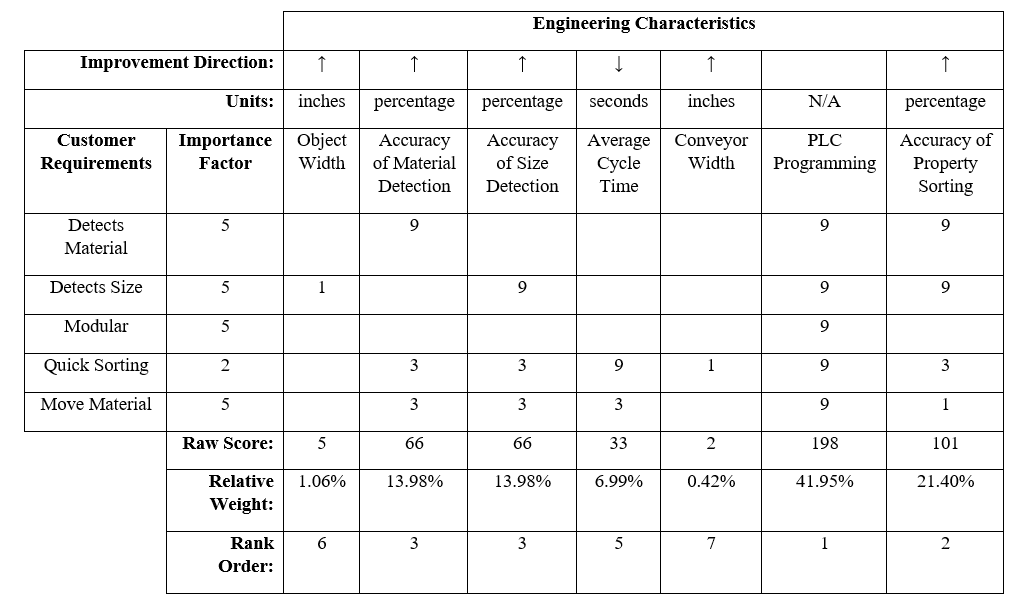 Engineering Characteristics
Improvement Direction: ↑ ↑ ↑ ↓ ↑ ↑
Units: inches percentage percentage seconds inches N/A percentage
Customer Importance Object Accuracy Accuracy Average Conveyor PLC Accuracy of
Requirements Factor Width of Material of Size Cycle Width Programming Property
Detection Detection Time Sorting
Detects 5 9 9 9
Material
Detects Size 5 1 9 9 9
Modular 5 9
Quick Sorting 2 3 3 9 1 9 3
Move Material 5 3 3 3 9 1
Raw Score: 5 66 66 33 2 198 101
Relative 1.06% 13.98% 13.98% 6.99% 0.42% 41.95% 21.40%
Weight:
Rank 6 3 3 5 7 1 2
Order: